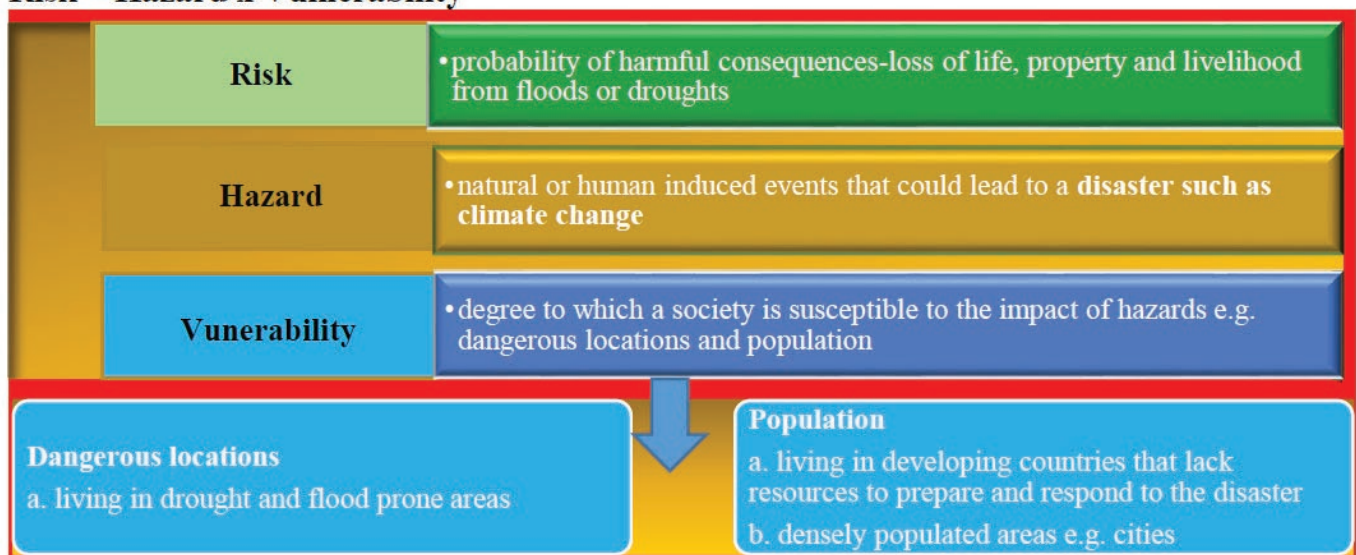 Risk = Hazard x Vulnerability
Risk
•probability of harmful consequences-loss of life, property and livelihood
from floods or droughts
Hazard
•natural or human induced events that could lead to a disaster such as
climate change
Vunerability
•degree to which a society is susceptible to the impact of hazards e.g.
dangerous locations and population
Dangerous locations
a. living in drought and flood prone areas
Population
a. living in developing countries that lack
resources to prepare and respond to the disaster
b. densely populated areas e.g. cities